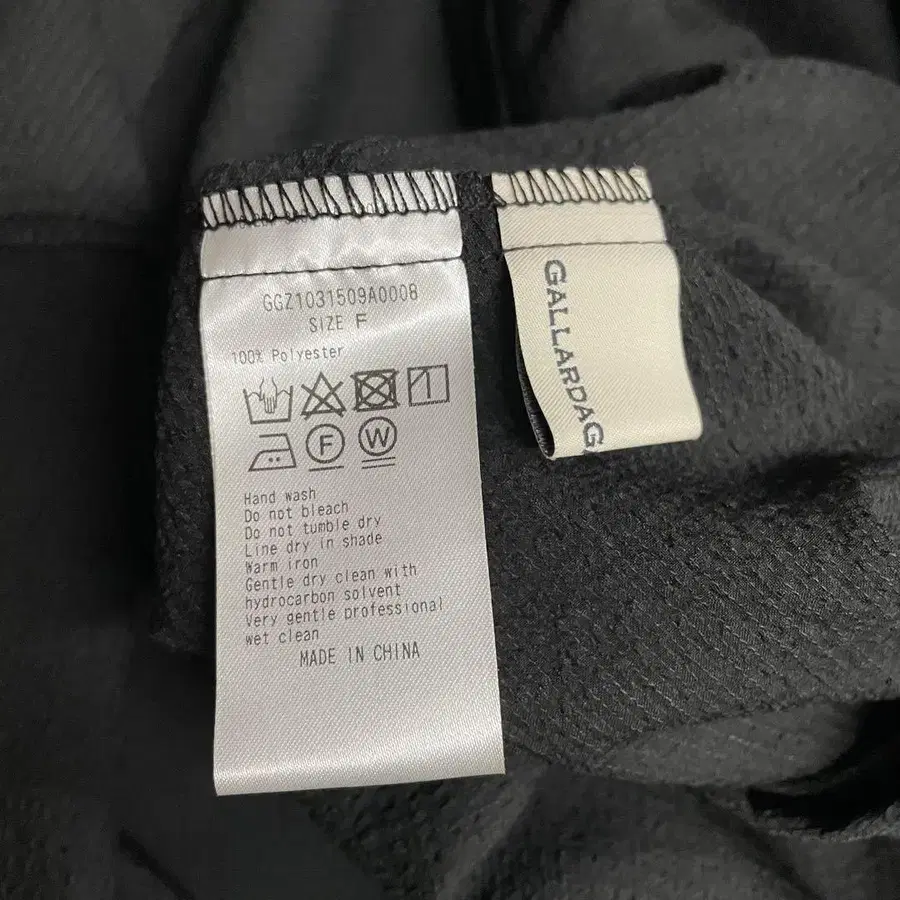 GGZ1031509A0008
SIZE F
100% Polyester
F
W
Hand wash
Do not bleach
Do not tumble dry
Line dry in shade
Warm iron
Gentle dry clean with
hydrocarbon solvent
Very gentle professional
wet clean
MADE IN CHINA
GALLARDAG